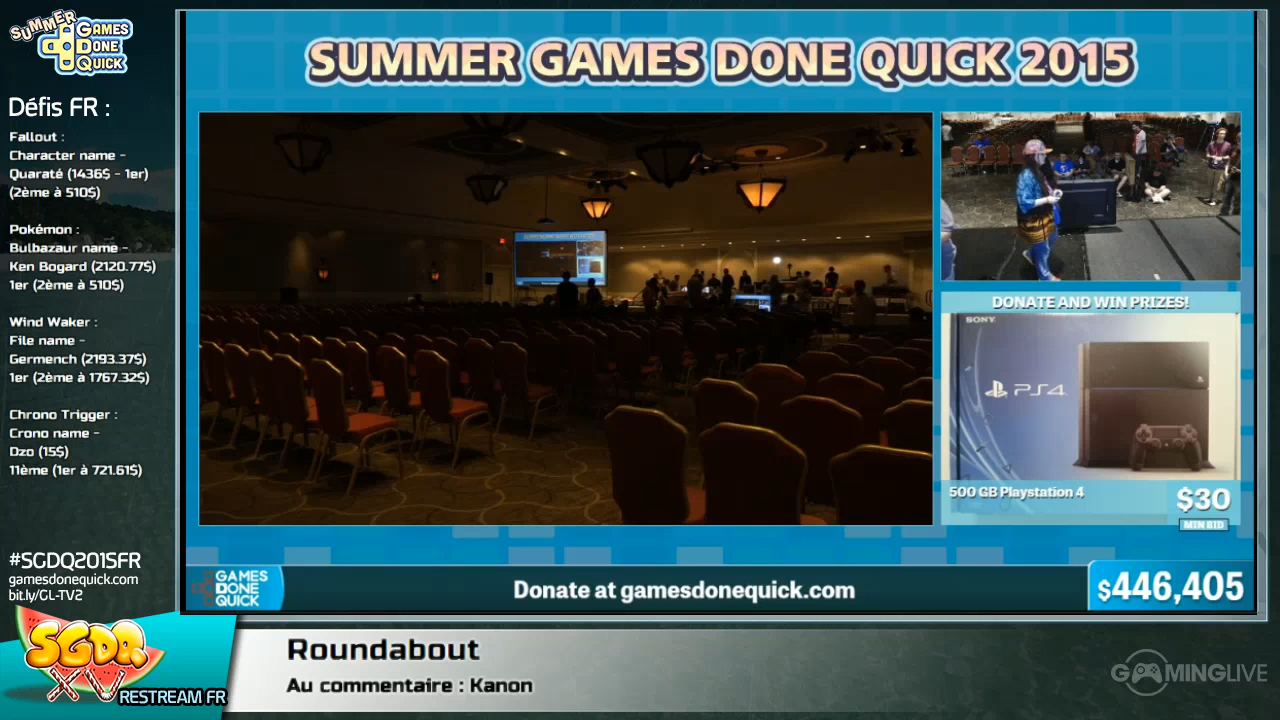 SUMMER
GAMES
DONE
QUICK
Défis FR :
Fallout :
Character name -
Quaraté (1436$ - 1er)
(2ème à 510$)
Pokémon :
Bulbazaur name -
Ken Bogard (2120.77$)
1er (2ème à 510$)
Wind Waker :
File name -
Germench (2193.37$)
1er (2ème à 1767.32$)
Chrono Trigger :
Crono name -
Dzo (15$)
11ème (1er à 721.61$)
#SGDQ2015FR
gamesdonequick.com
bit.ly/GL-TV2
SGDQ
XV
RESTREAM FR
SUMMER GAMES DONE QUICK 2015
DONATE AND WIN PRIZES!
SONY
PS4
500 GB Playstation 4
$30
MIN BID
GAMES
DONE
QUICK
Donate at gamesdonequick.com
$446,405
Roundabout
Au commentaire : Kanon
GAMINGLIVE